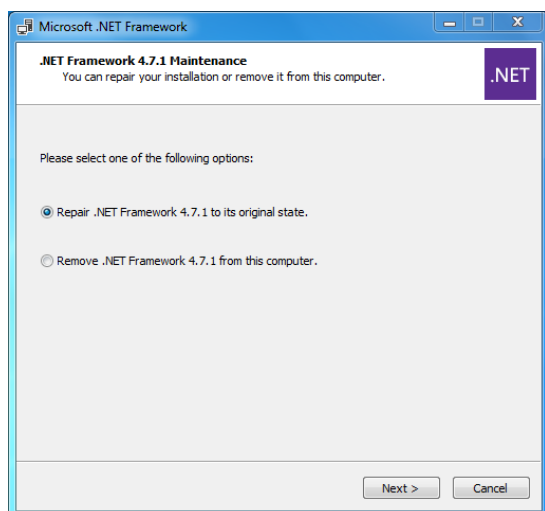 Microsoft .NET Framework
.NET Framework 4.7.1 Maintenance
You can repair your installation or remove it from this computer.
.NET
Please select one of the following options:
Repair .NET Framework 4.7.1 to its original state.
Remove .NET Framework 4.7.1 from this computer.
Next >
Cancel